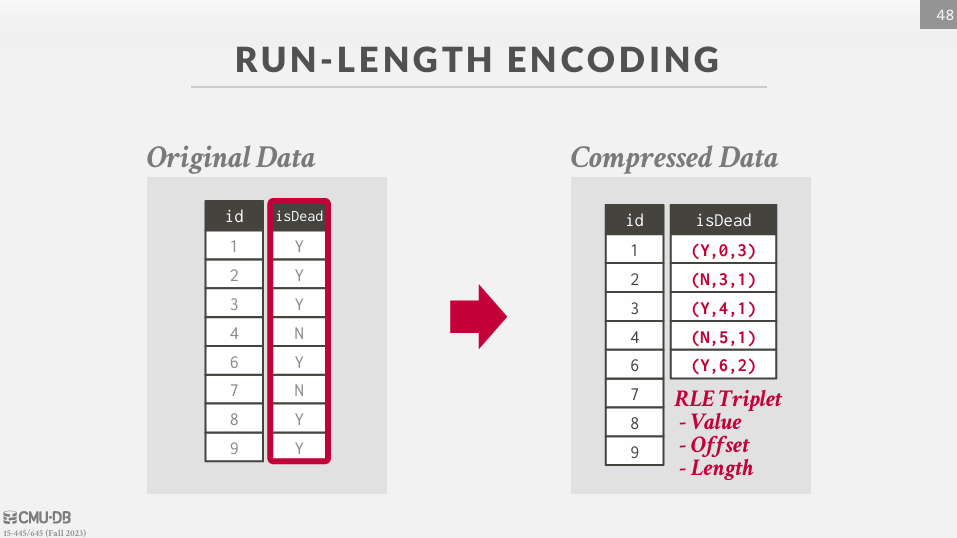 48
RUN-LENGTH ENCODING
Original Data
id isDead
1 Y
2 Y
3 Y
4 N
6 Y
7 N
8 Y
9 Y
Compressed Data
id isDead
1 (Y,0,3)
2 (N,3,1)
3 (Y,4,1)
4 (N,5,1)
6 (Y,6,2)
7
8
9
RLE Triplet
- Value
- Offset
- Length
CMU·DB
15-445/645 (Fall 2023)